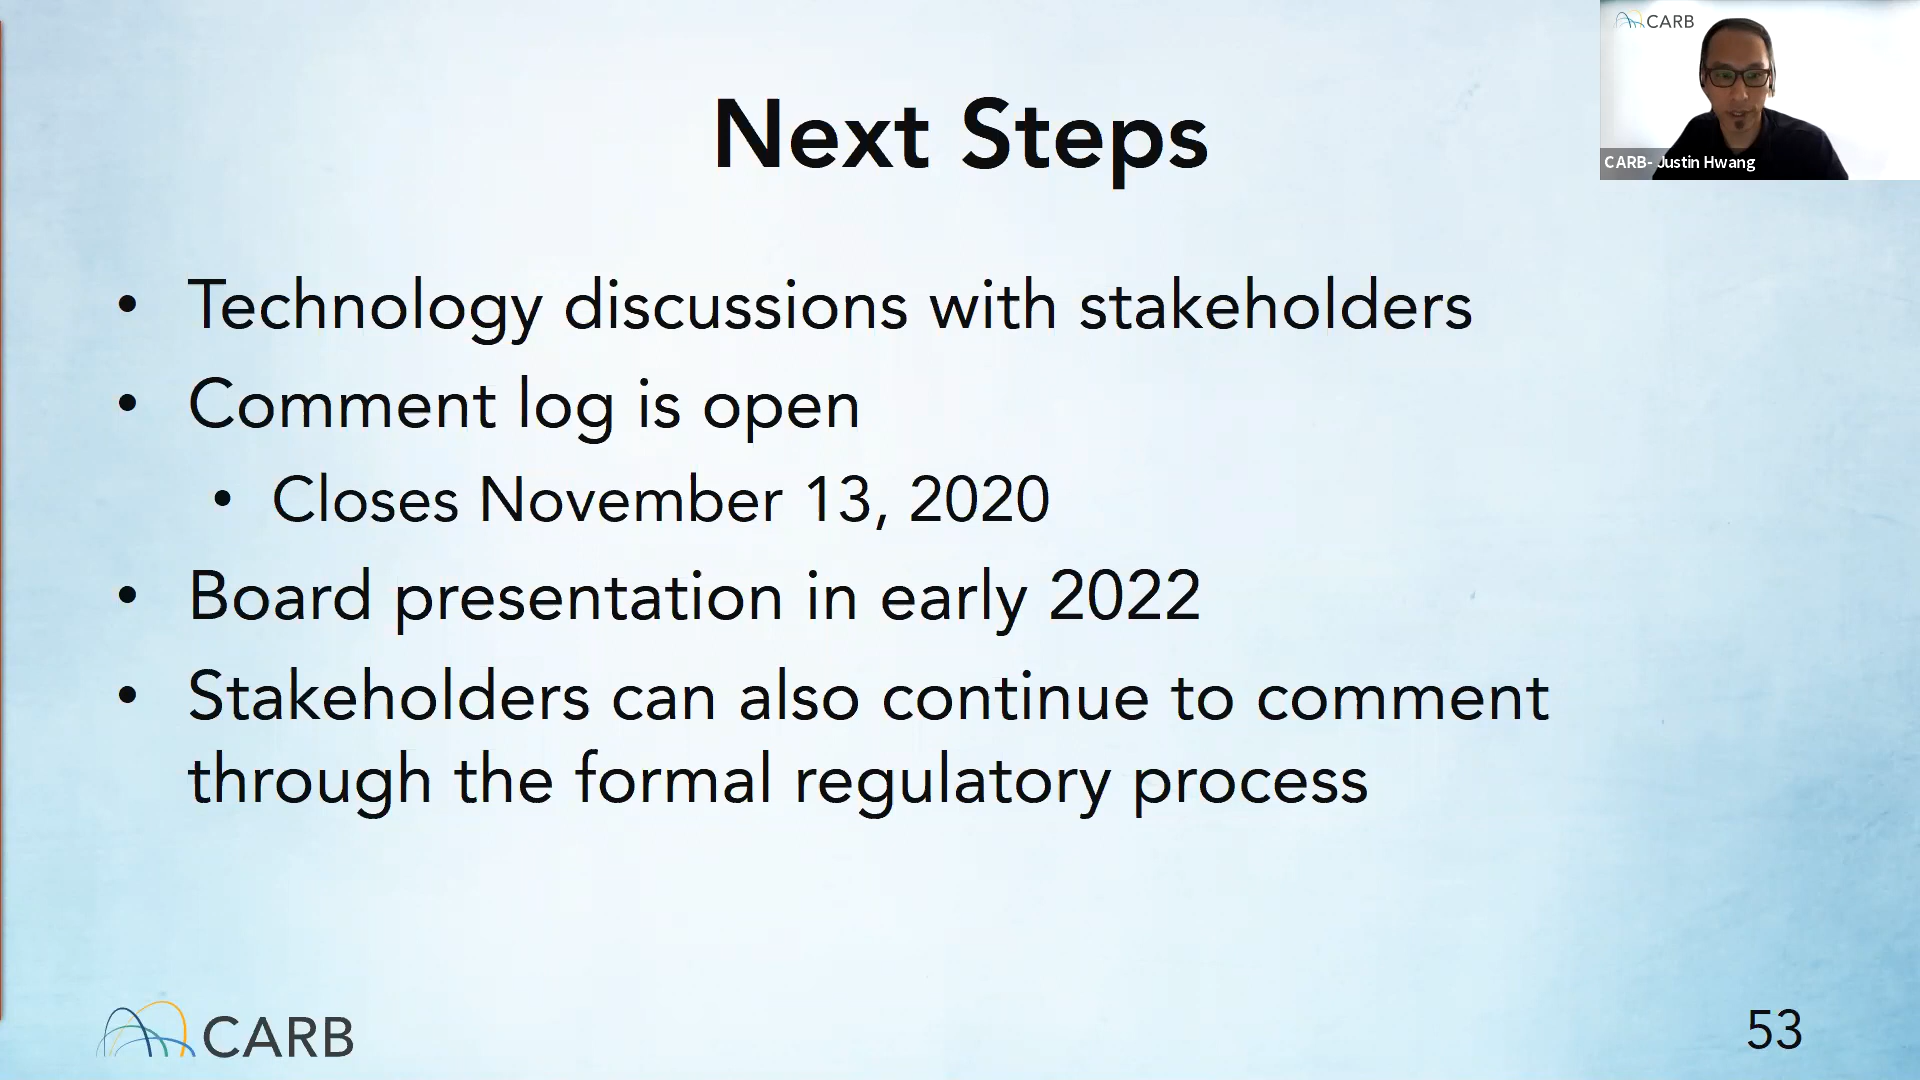 CARB
CARB- Justin Hwang
Next Steps
• Technology discussions with stakeholders
• Comment log is open
• Closes November 13, 2020
• Board presentation in early 2022
• Stakeholders can also continue to comment
through the formal regulatory process
CARB
53